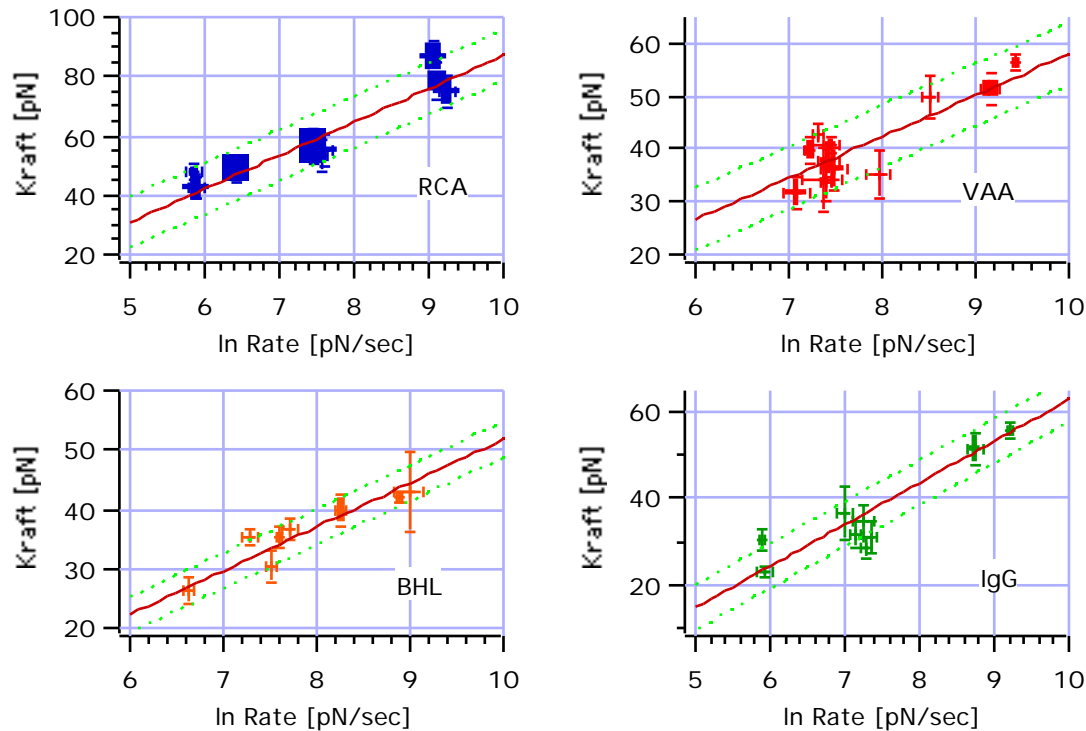 Kraft [pN]
100
80
60
40
20
RCA
5 6 7 8 9 10
ln Rate [pN/sec]
Kraft [pN]
60
50
40
30
20
VAA
6 7 8 9 10
ln Rate [pN/sec]
Kraft [pN]
60
50
40
30
20
BHL
6 7 8 9 10
ln Rate [pN/sec]
Kraft [pN]
60
40
20
IgG
5 6 7 8 9 10
ln Rate [pN/sec]